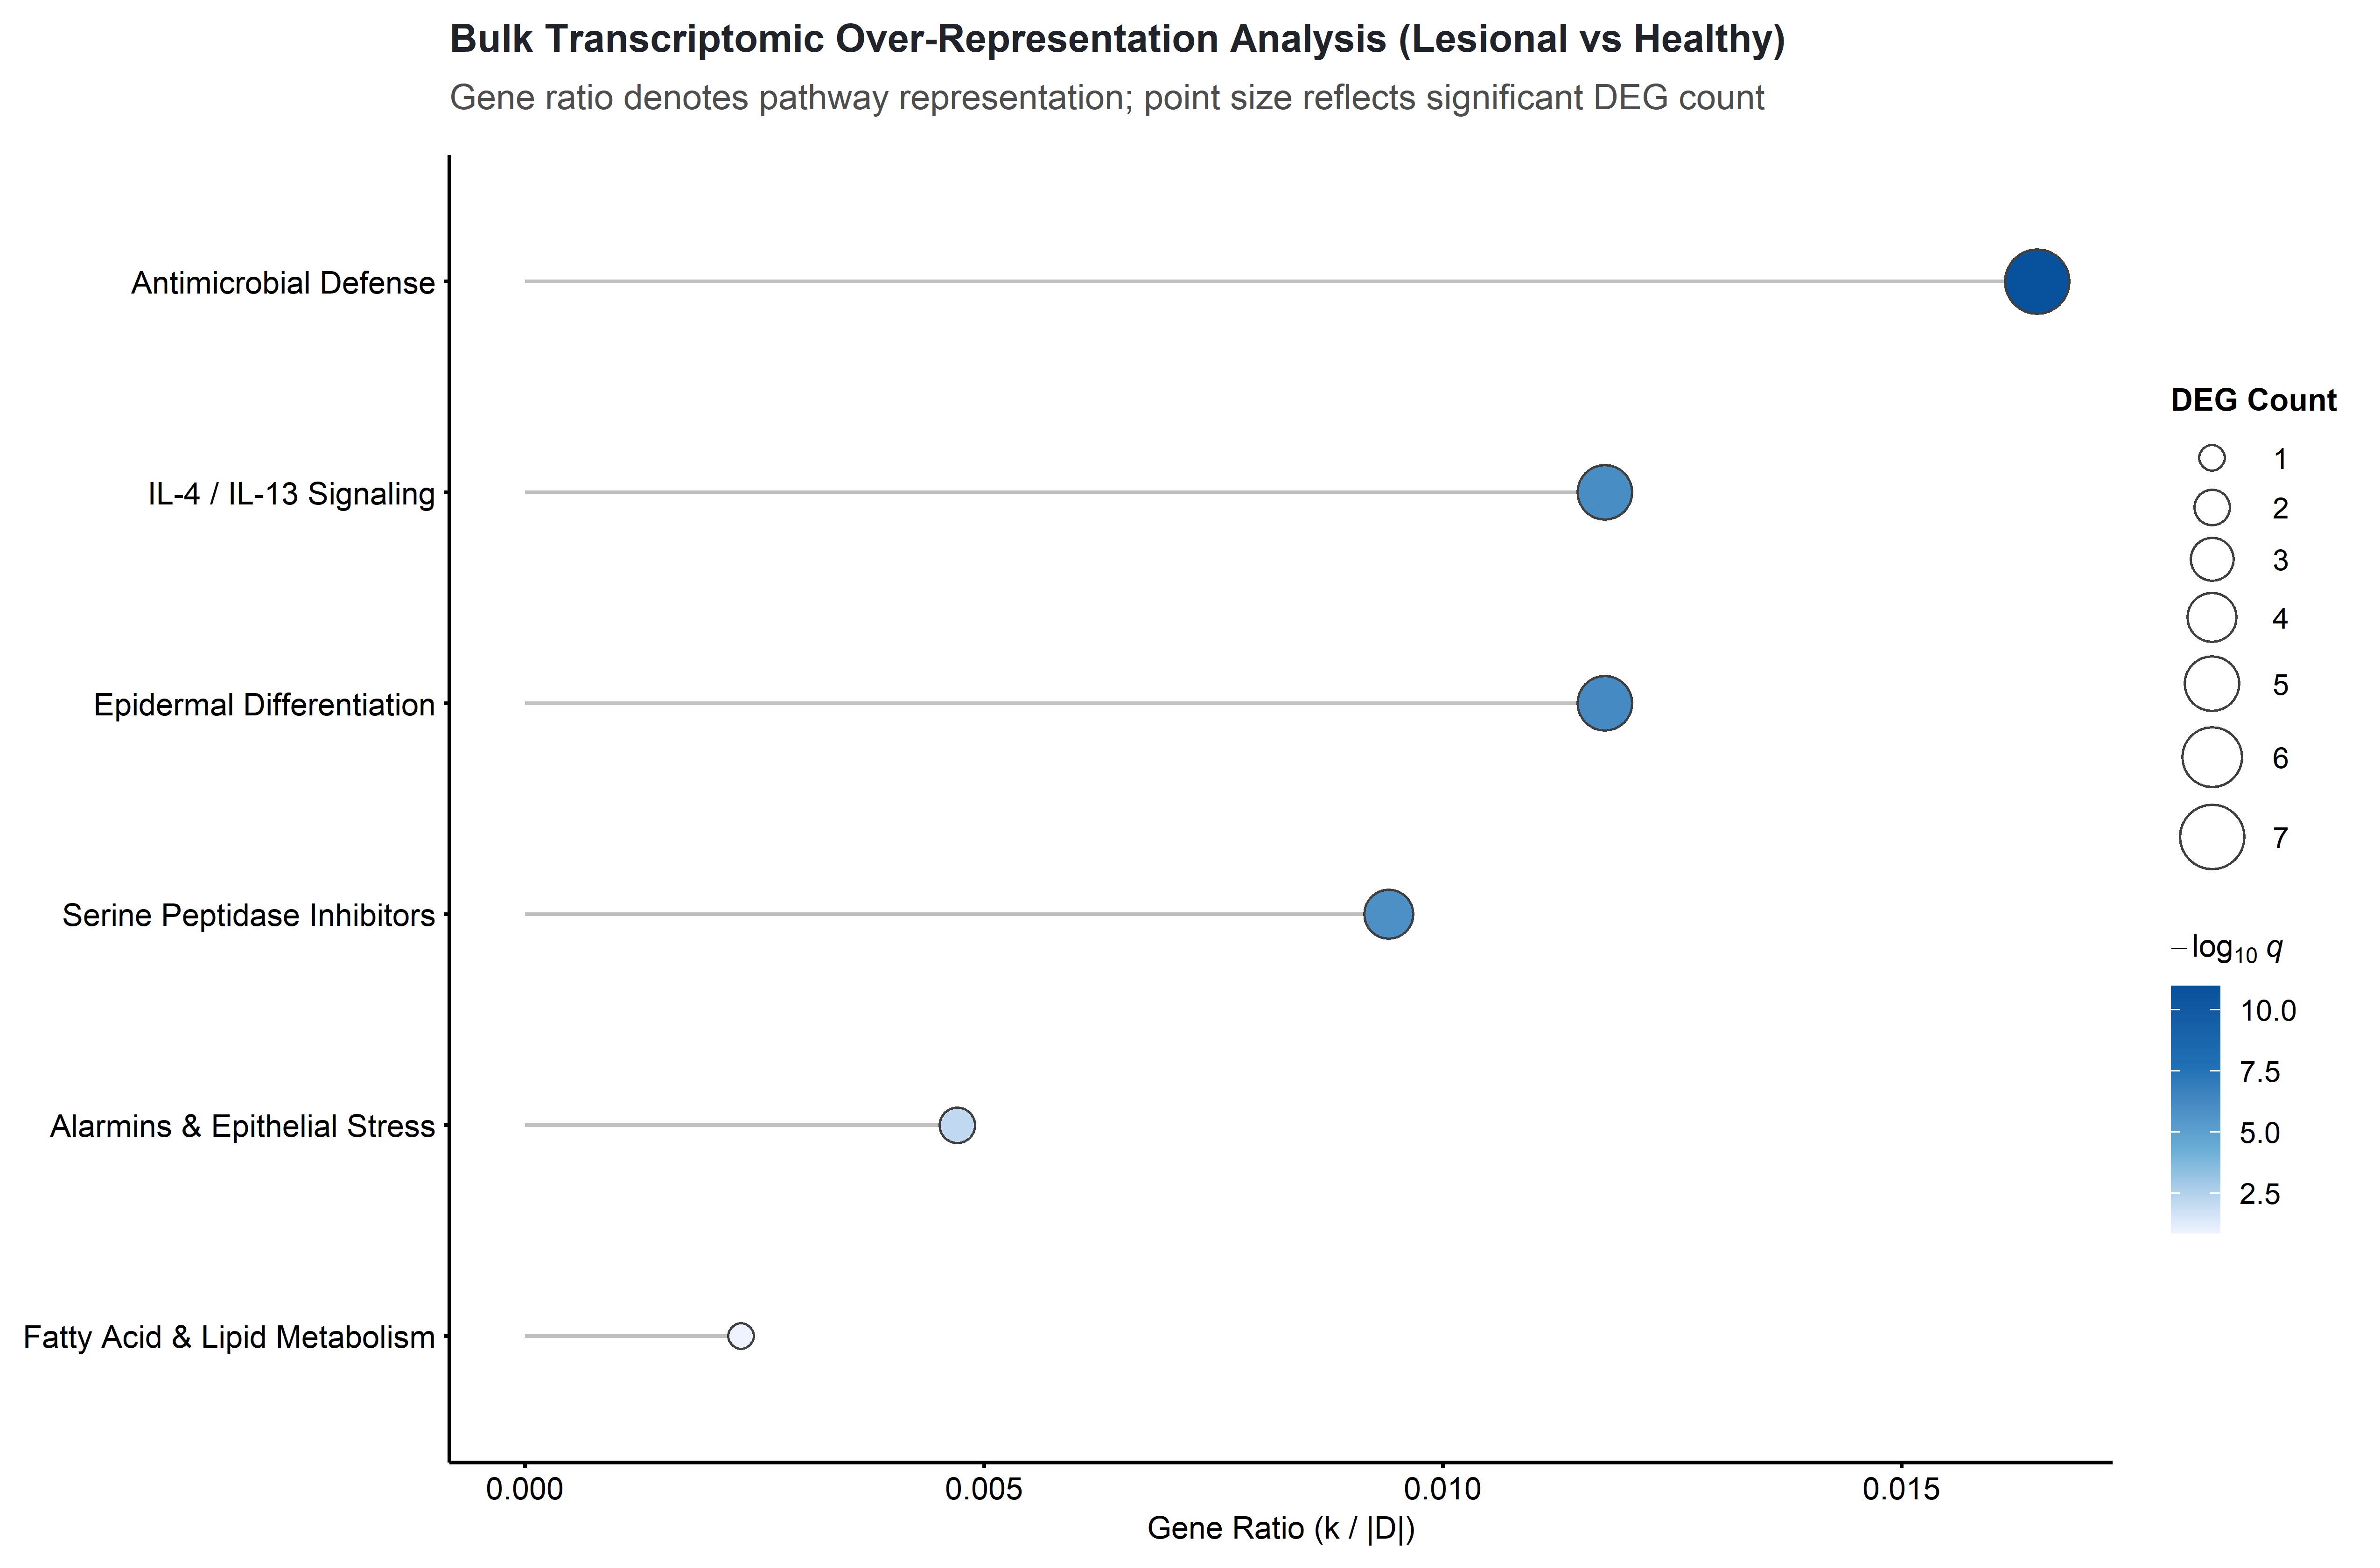 Bulk Transcriptomic Over-Representation Analysis (Lesional vs Healthy)
Gene ratio denotes pathway representation; point size reflects significant DEG count
Antimicrobial Defense
IL-4 / IL-13 Signaling
Epidermal Differentiation
Serine Peptidase Inhibitors
Alarmins & Epithelial Stress
Fatty Acid & Lipid Metabolism
0.000 0.005 0.010 0.015
Gene Ratio (k / |D|)
DEG Count
1
2
3
4
5
6
7
−log₁₀ q
10.0
7.5
5.0
2.5